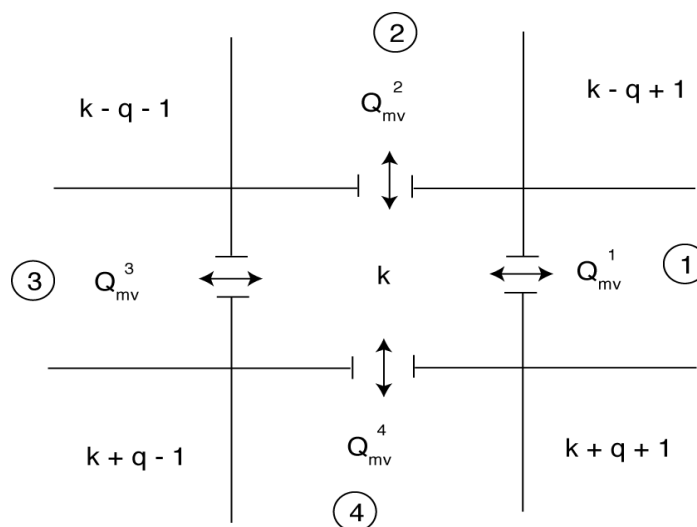 2
k - q - 1
Q_mv^2
k - q + 1
3
Q_mv^3
k
Q_mv^1
1
k + q - 1
Q_mv^4
k + q + 1
4